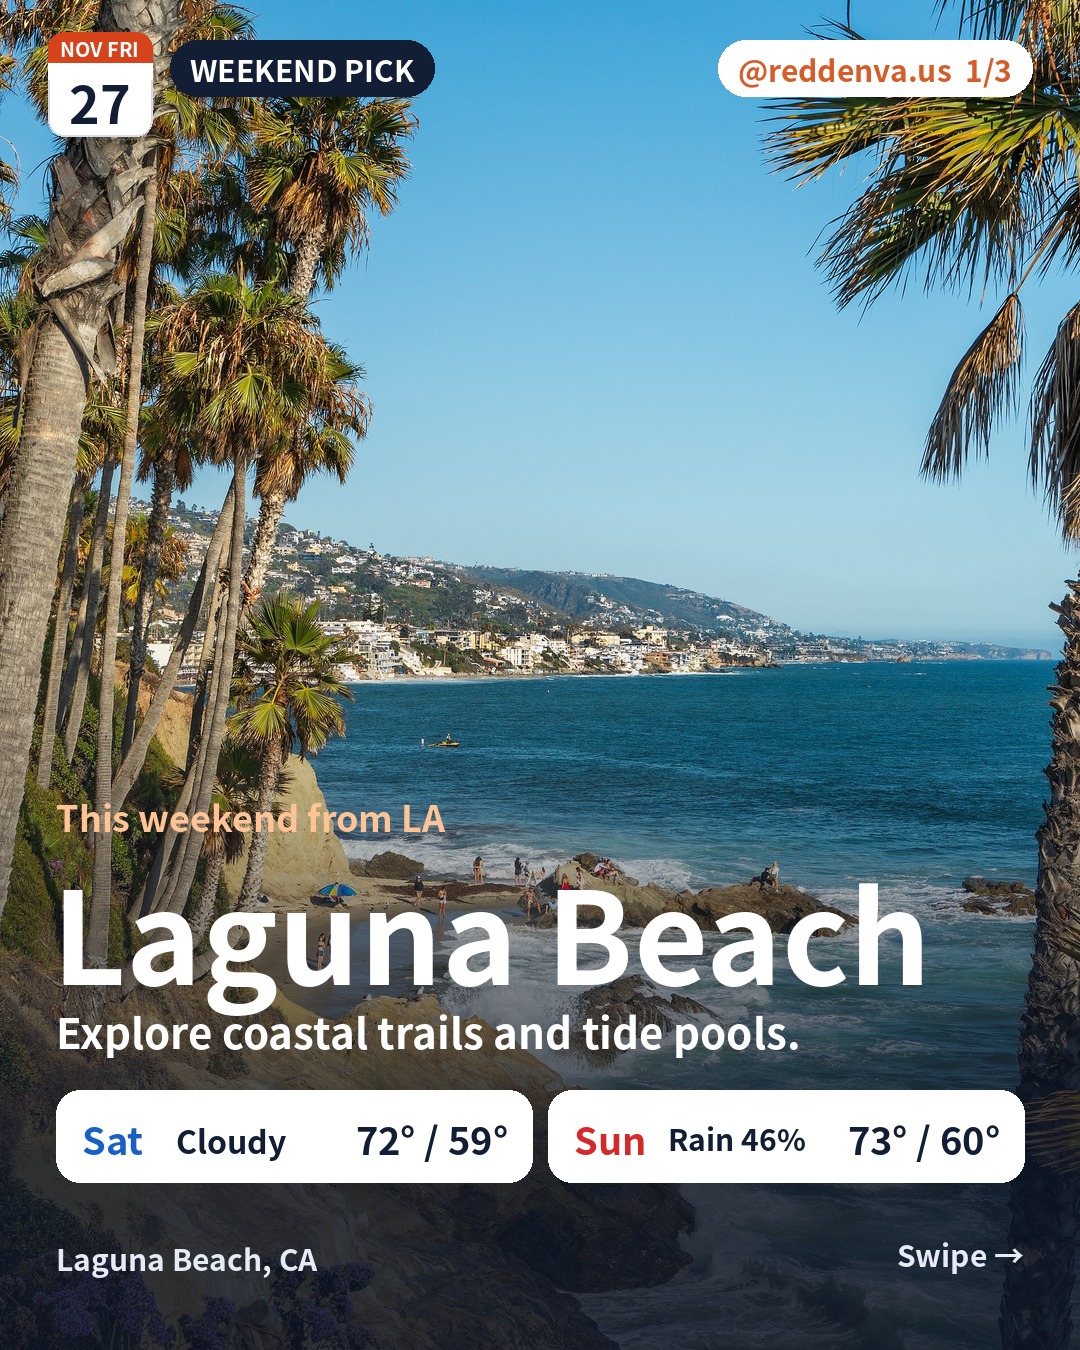 NOV FRI
27
WEEKEND PICK
@reddenva.us 1/3
This weekend from LA
Laguna Beach
Explore coastal trails and tide pools.
Sat Cloudy 72° / 59°
Sun Rain 46% 73° / 60°
Laguna Beach, CA
Swipe →